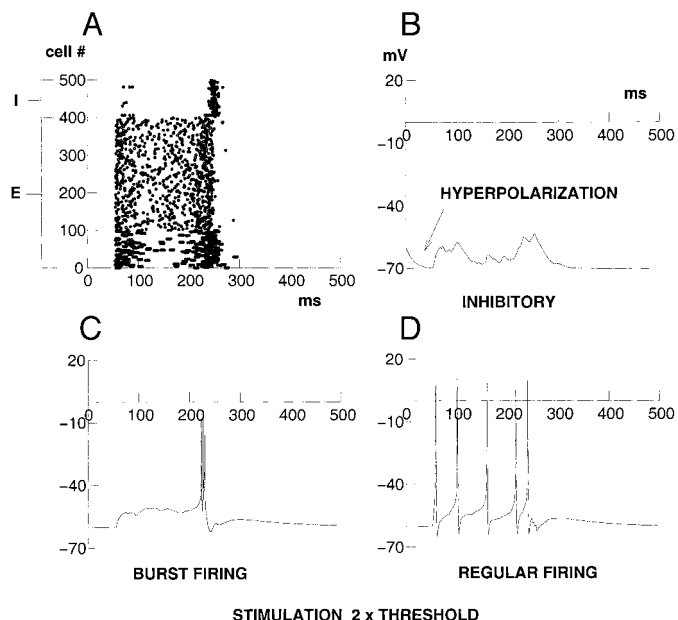 A
cell #
500
I
400
300
E
200
100
0
0 100 200 300 400 500
ms
B
mV
20
ms
0 100 200 300 400 500
−10
−40
HYPERPOLARIZATION
−70
INHIBITORY
C
20
0 100 200 300 400 500
−10
−40
−70
BURST FIRING
D
20
0 100 200 300 400 500
−10
−40
−70
REGULAR FIRING
STIMULATION 2 x THRESHOLD